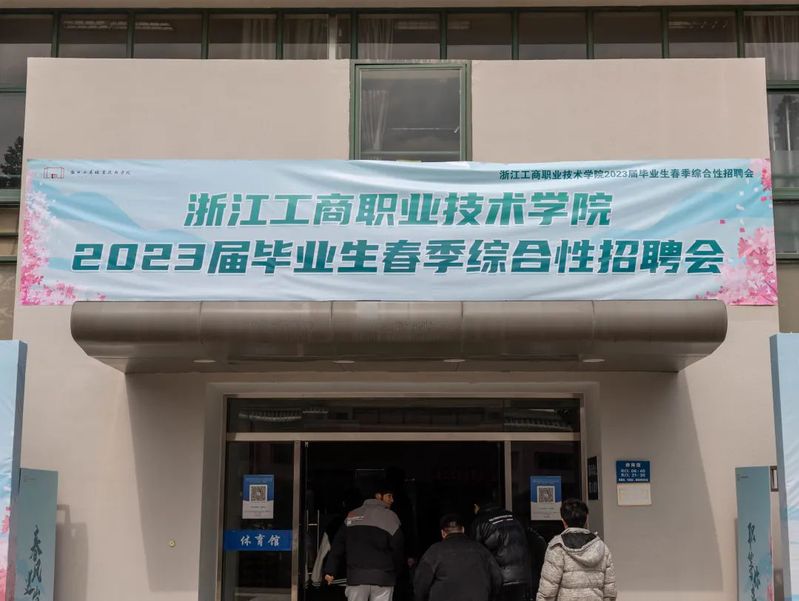 浙江工商职业技术学院2023届毕业生春季综合性招聘会
浙江工商职业技术学院
2023届毕业生春季综合性招聘会
体育馆